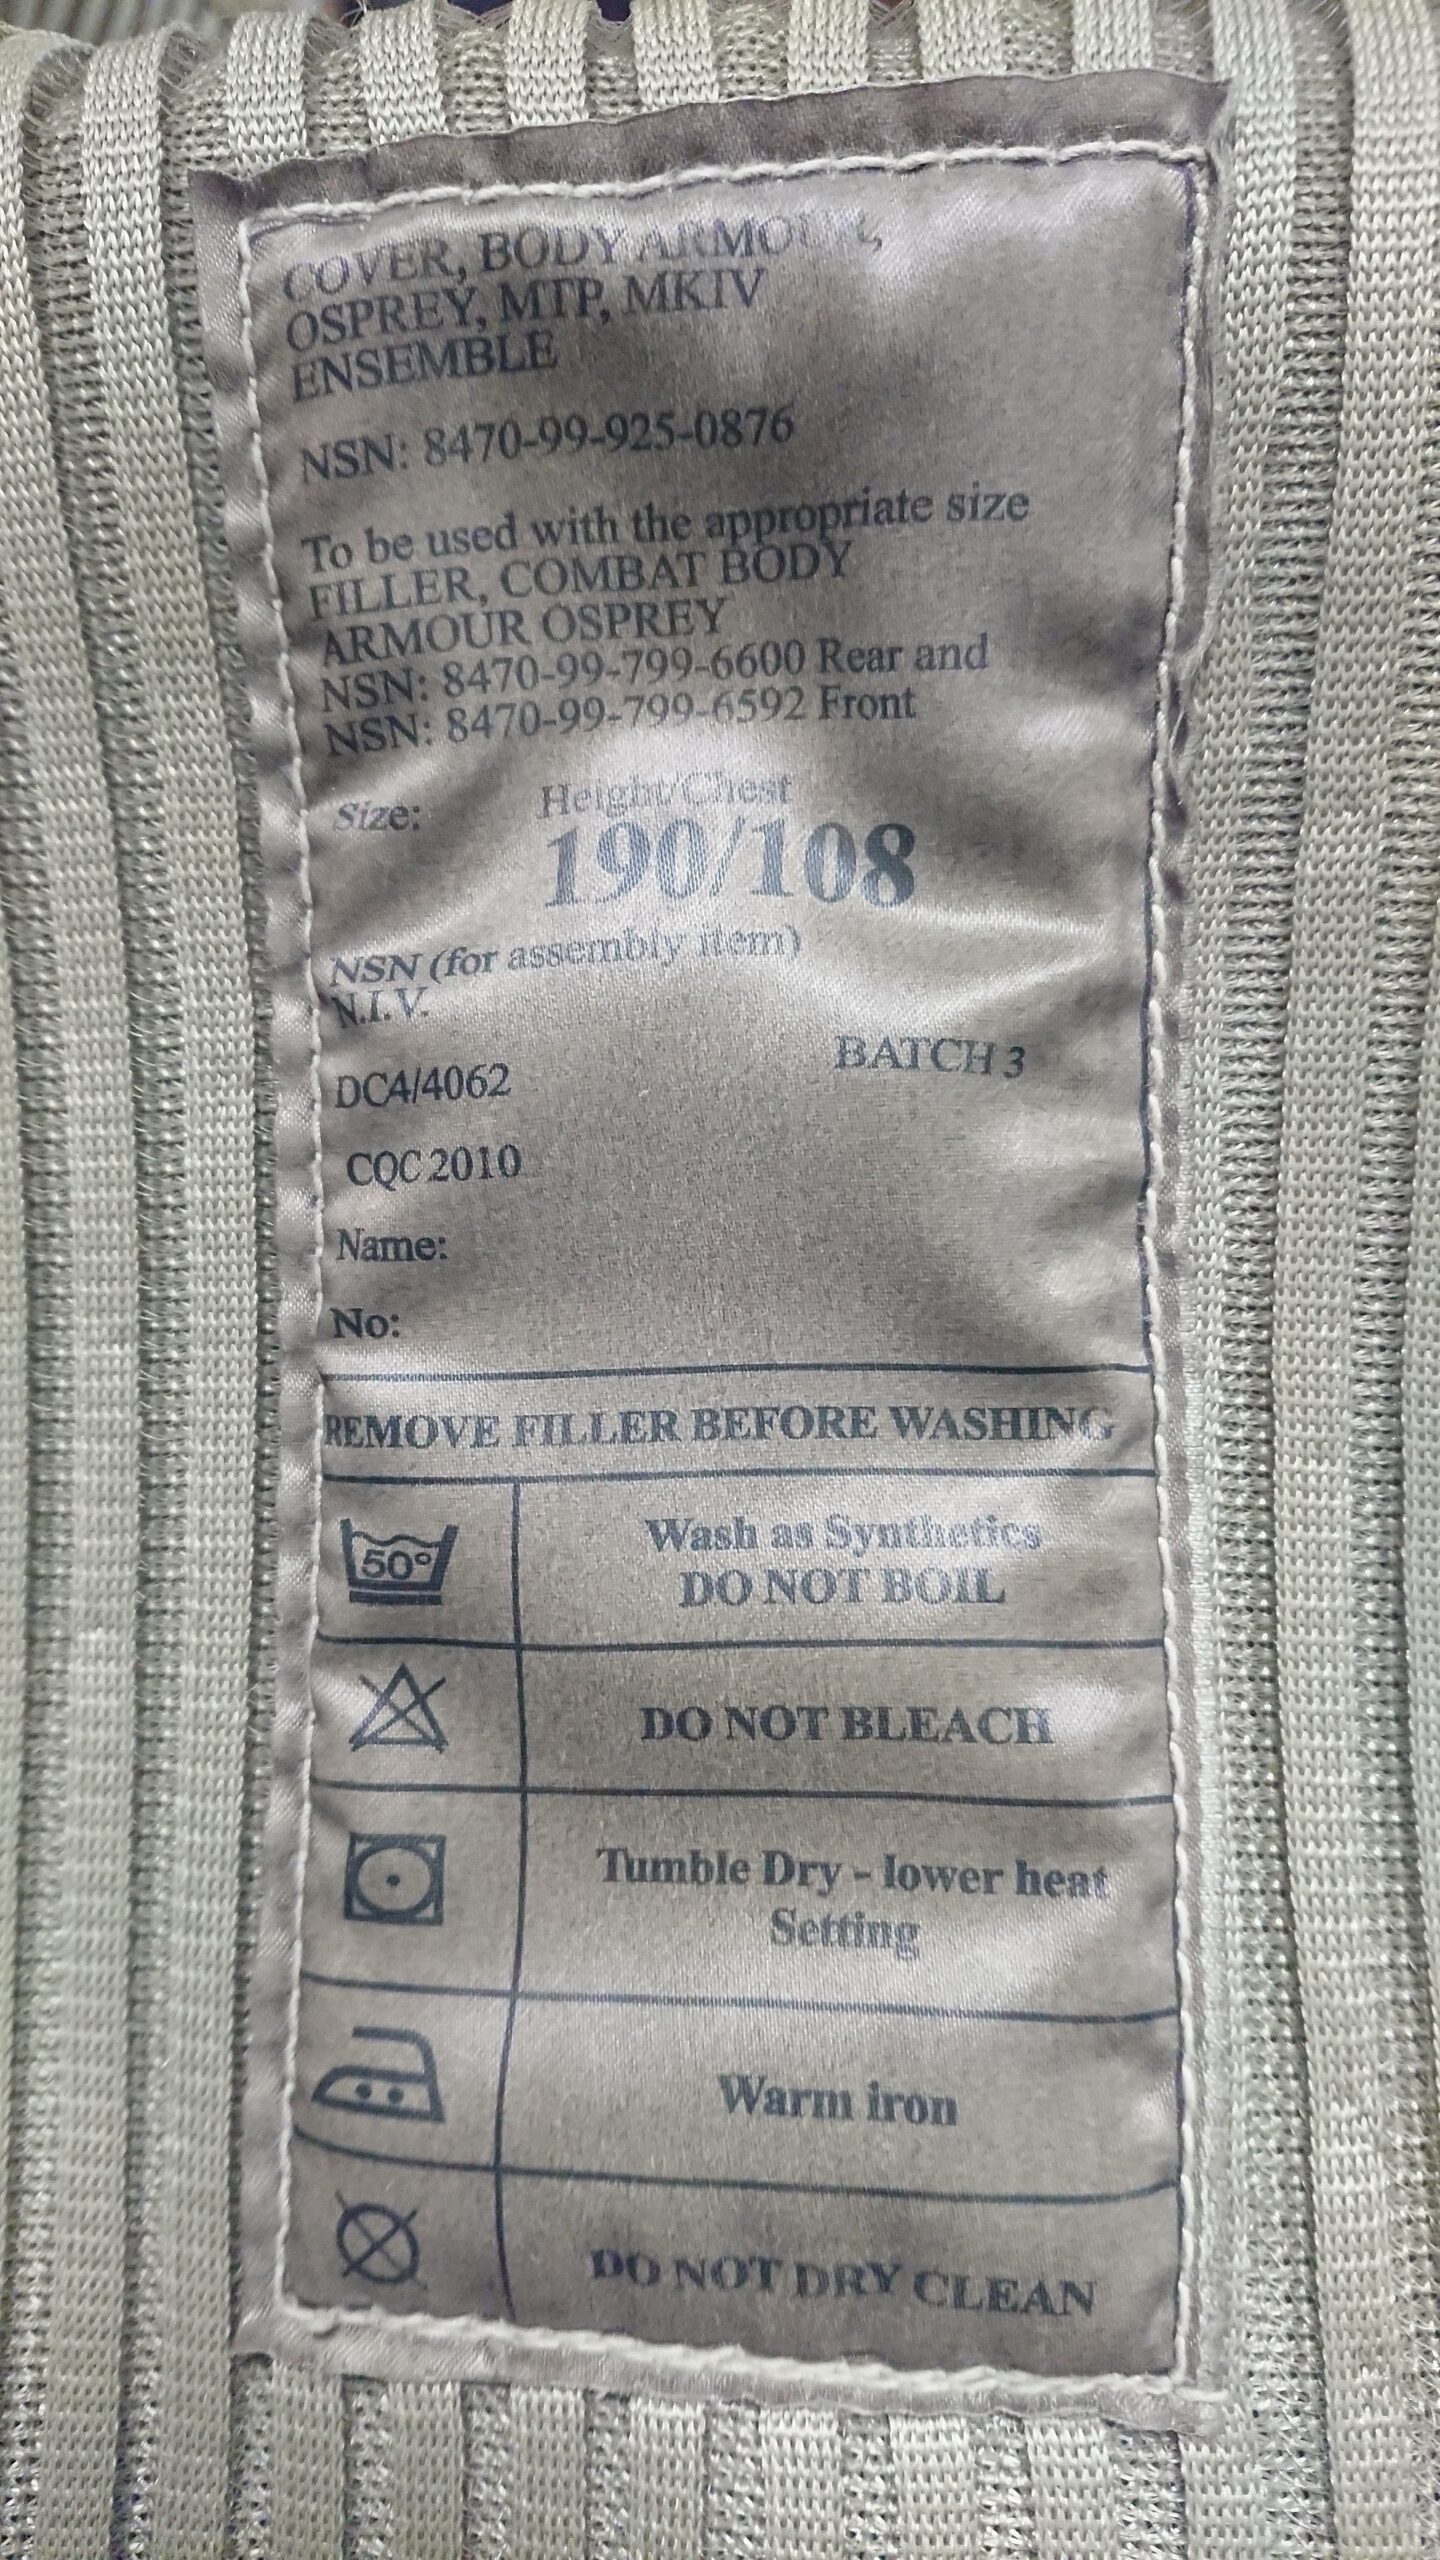 COVER, BODY ARMOUR,
OSPREY, MTP, MKIV
ENSEMBLE
NSN: 8470-99-925-0876
To be used with the appropriate size
FILLER, COMBAT BODY
ARMOUR OSPREY
NSN: 8470-99-799-6600 Rear and
NSN: 8470-99-799-6592 Front
Size: Height/Chest
190/108
NSN (for assembly item)
N.I.V.
BATCH 3
DC4/4062
CQC 2010
Name:
No:
REMOVE FILLER BEFORE WASHING
50° Wash as Synthetics
DO NOT BOIL
DO NOT BLEACH
Tumble Dry - lower heat
Setting
Warm iron
DO NOT DRY CLEAN